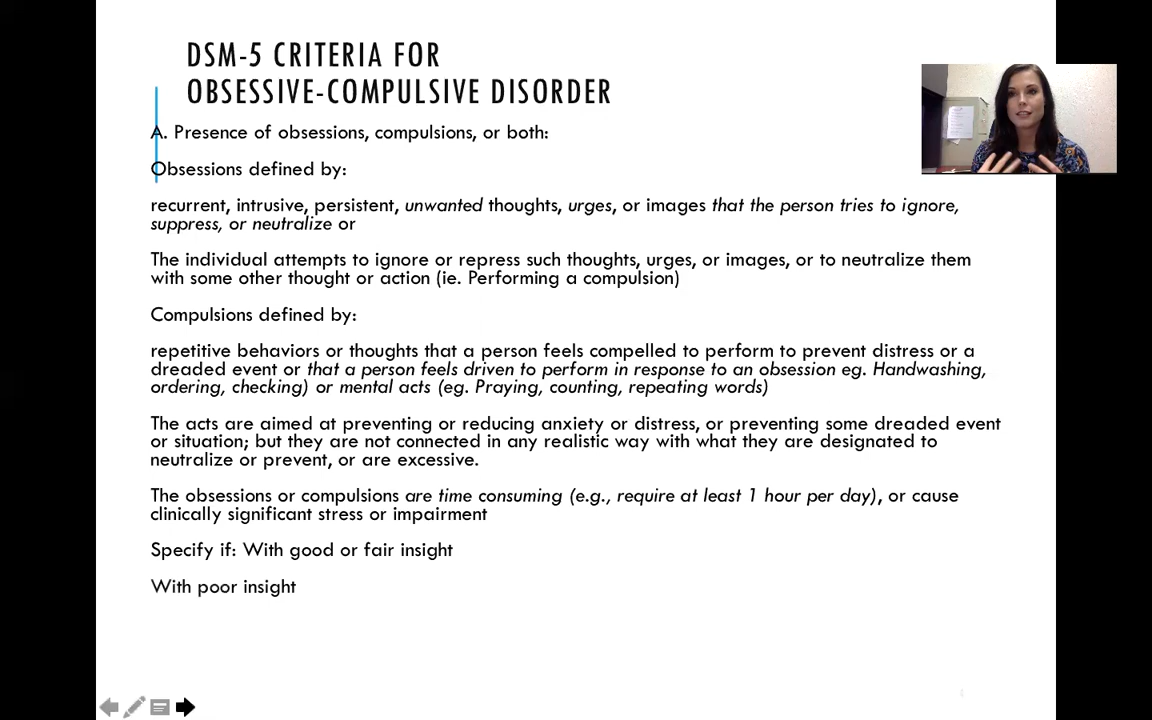 DSM-5 CRITERIA FOR
OBSESSIVE-COMPULSIVE DISORDER
A. Presence of obsessions, compulsions, or both:
Obsessions defined by:
recurrent, intrusive, persistent, unwanted thoughts, urges, or images that the person tries to ignore,
suppress, or neutralize or
The individual attempts to ignore or repress such thoughts, urges, or images, or to neutralize them
with some other thought or action (ie. Performing a compulsion)
Compulsions defined by:
repetitive behaviors or thoughts that a person feels compelled to perform to prevent distress or a
dreaded event or that a person feels driven to perform in response to an obsession eg. Handwashing,
ordering, checking) or mental acts (eg. Praying, counting, repeating words)
The acts are aimed at preventing or reducing anxiety or distress, or preventing some dreaded event
or situation; but they are not connected in any realistic way with what they are designated to
neutralize or prevent, or are excessive.
The obsessions or compulsions are time consuming (e.g., require at least 1 hour per day), or cause
clinically significant stress or impairment
Specify if: With good or fair insight
With poor insight